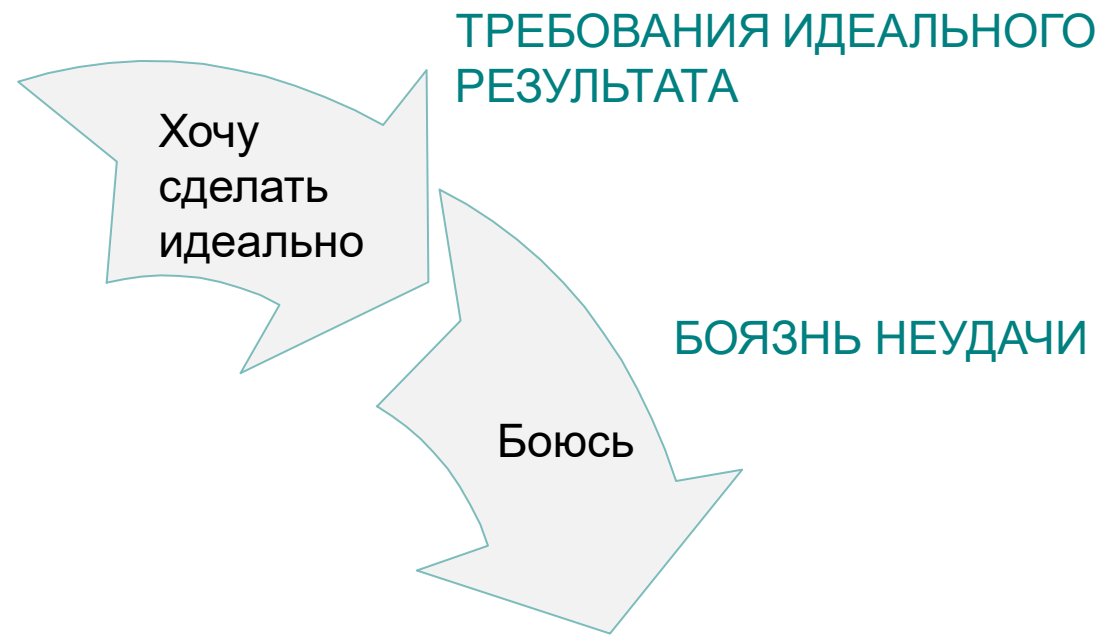 ТРЕБОВАНИЯ ИДЕАЛЬНОГО
РЕЗУЛЬТАТА
Хочу
сделать
идеально
БОЯЗНЬ НЕУДАЧИ
Боюсь